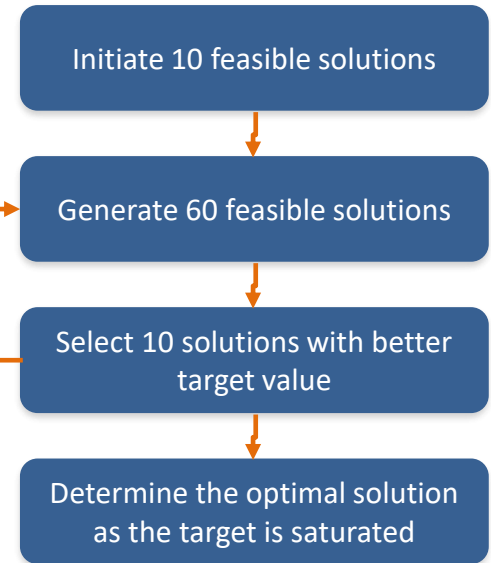 Initiate 10 feasible solutions
Generate 60 feasible solutions
Select 10 solutions with better
target value
Determine the optimal solution
as the target is saturated